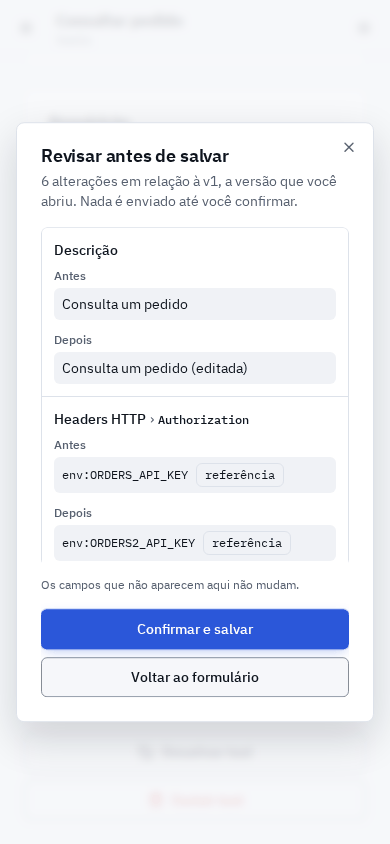 Revisar antes de salvar
6 alterações em relação à v1, a versão que você
abriu. Nada é enviado até você confirmar.
Descrição
Antes
Consulta um pedido
Depois
Consulta um pedido (editada)
Headers HTTP › Authorization
Antes
env:ORDERS_API_KEY referência
Depois
env:ORDERS2_API_KEY referência
Os campos que não aparecem aqui não mudam.
Confirmar e salvar
Voltar ao formulário